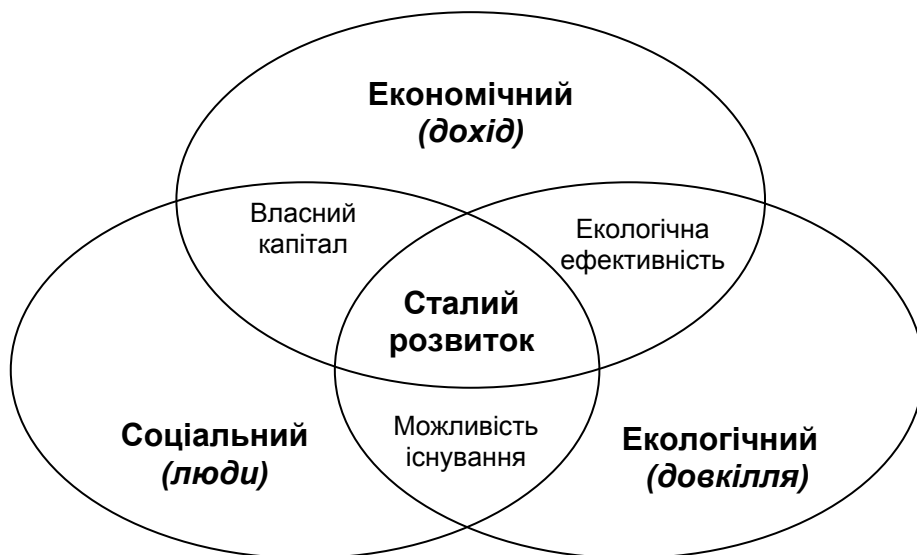 Економічний
(дохід)
Власний
капітал
Екологічна
ефективність
Сталий
розвиток
Соціальний
(люди)
Можливість
існування
Екологічний
(довкілля)